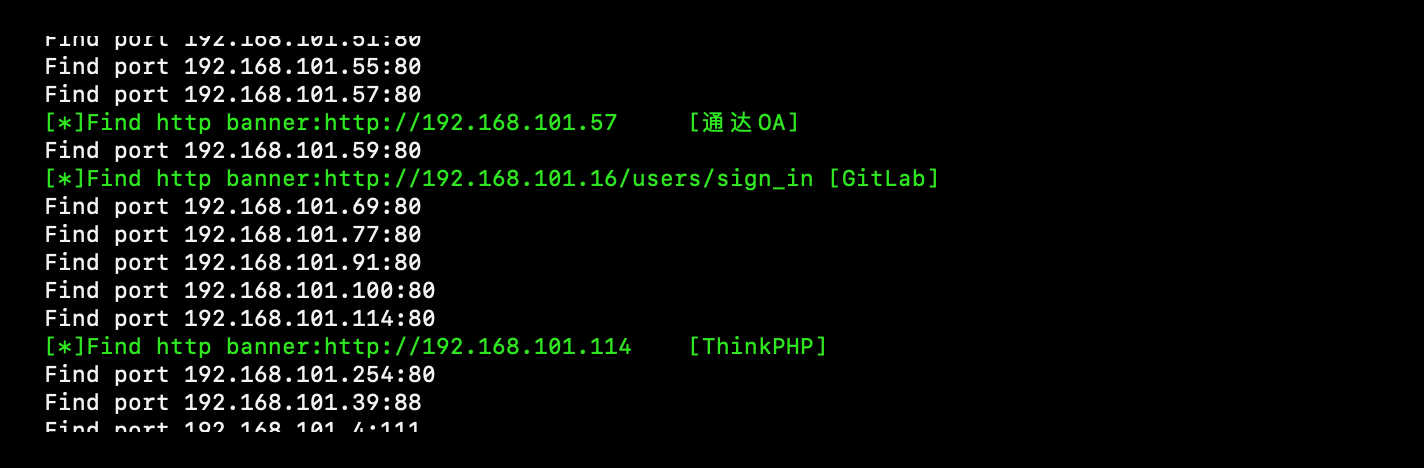 Find port 192.168.101.51:80
Find port 192.168.101.55:80
Find port 192.168.101.57:80
[*]Find http banner:http://192.168.101.57 [通达OA]
Find port 192.168.101.59:80
[*]Find http banner:http://192.168.101.16/users/sign_in [GitLab]
Find port 192.168.101.69:80
Find port 192.168.101.77:80
Find port 192.168.101.91:80
Find port 192.168.101.100:80
Find port 192.168.101.114:80
[*]Find http banner:http://192.168.101.114 [ThinkPHP]
Find port 192.168.101.254:80
Find port 192.168.101.39:88
Find port 192.168.101.4:111